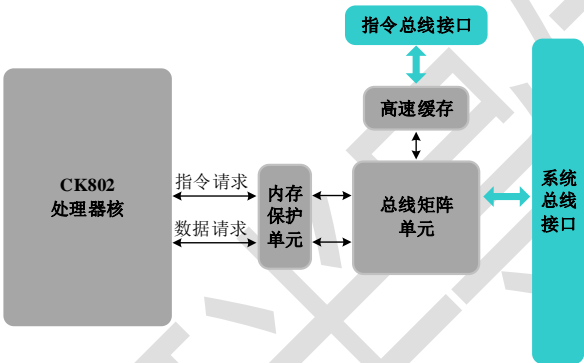 指令总线接口
高速缓存
CK802
处理器核
指令请求
数据请求
内存
保护
单元
总线矩阵
单元
系统
总线
接口